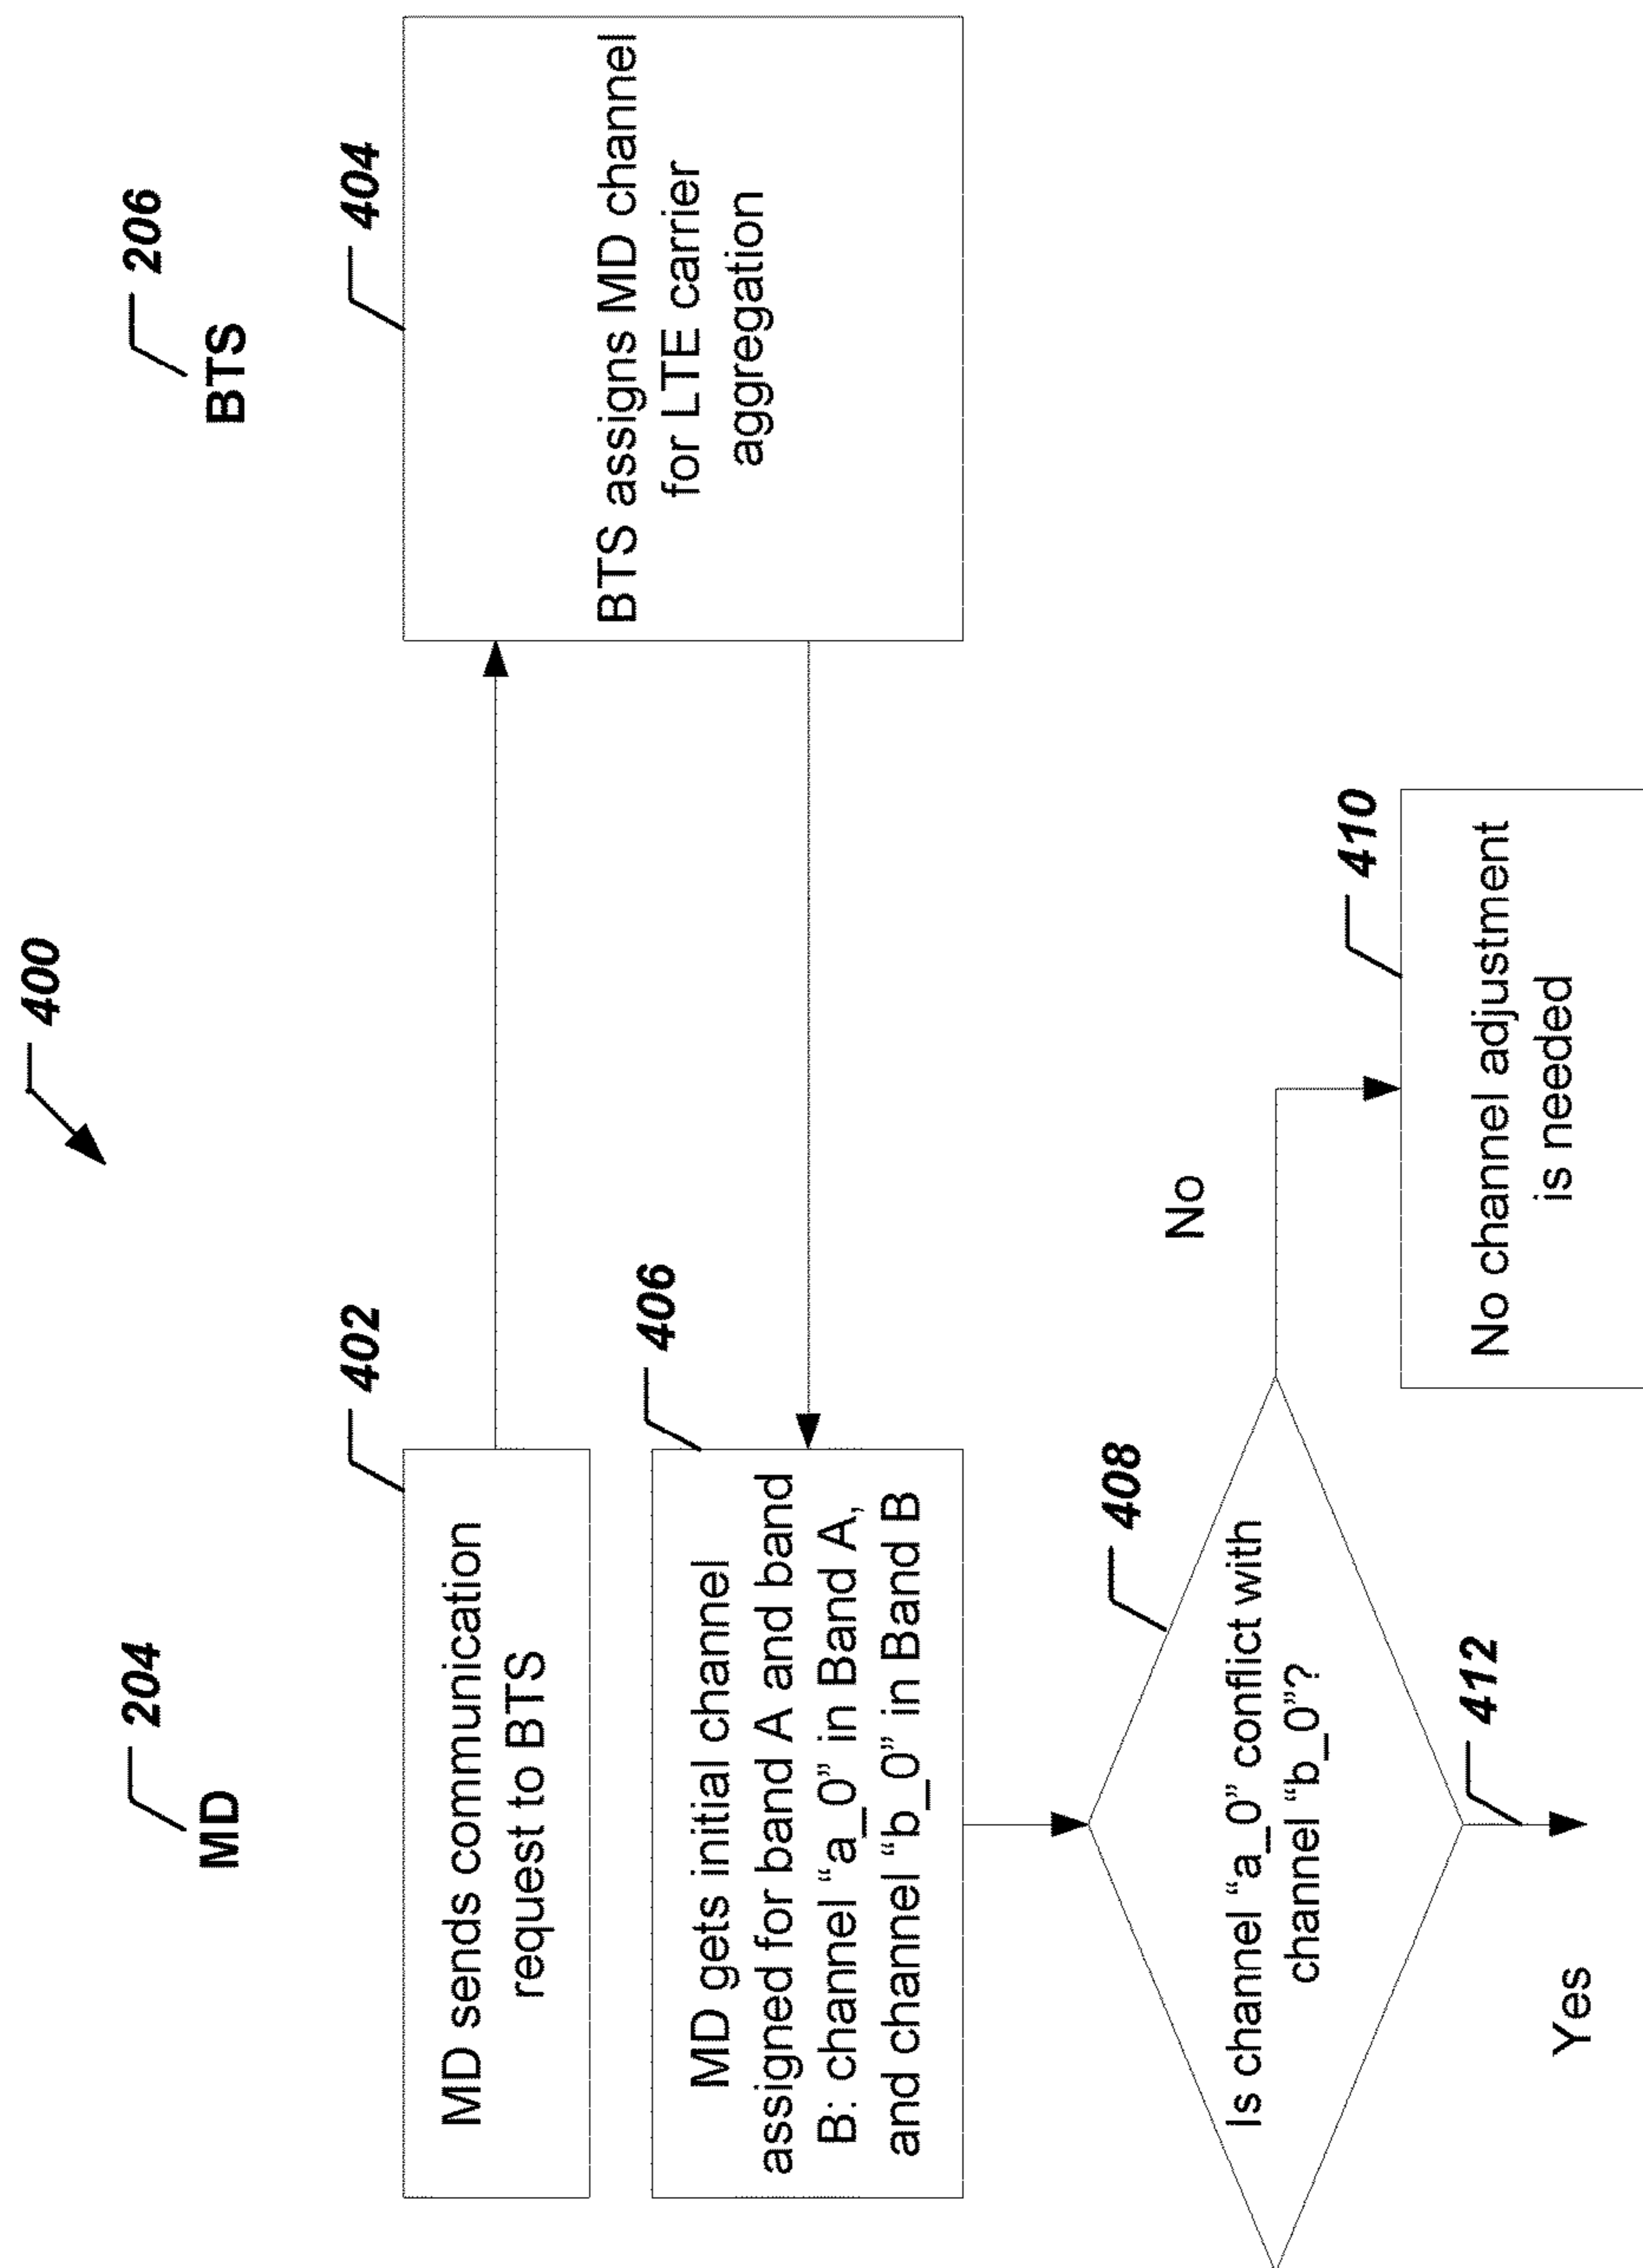 400
204
MD
206
BTS
402
MD sends communication
request to BTS
404
BTS assigns MD channel
for LTE carrier
aggregation
406
MD gets initial channel
assigned for band A and band
B: channel “a_0” in Band A,
and channel “b_0” in Band B
408
Is channel “a_0” conflict with
channel “b_0”?
No
410
No channel adjustment
is needed
412
Yes